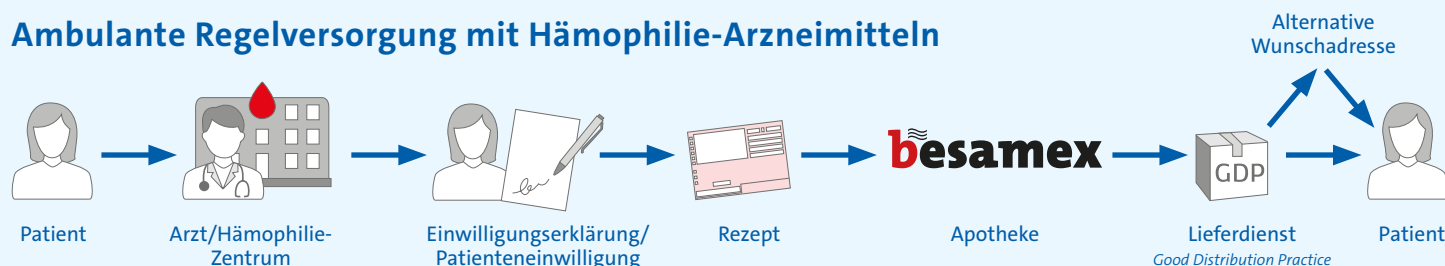 Ambulante Regelversorgung mit Hämophilie-Arzneimitteln
Alternative
Wunschadresse
besamex
GDP
Patient
Arzt/Hämophilie-
Zentrum
Einwilligungserklärung/
Patienteneinwilligung
Rezept
Apotheke
Lieferdienst
Good Distribution Practice
Patient